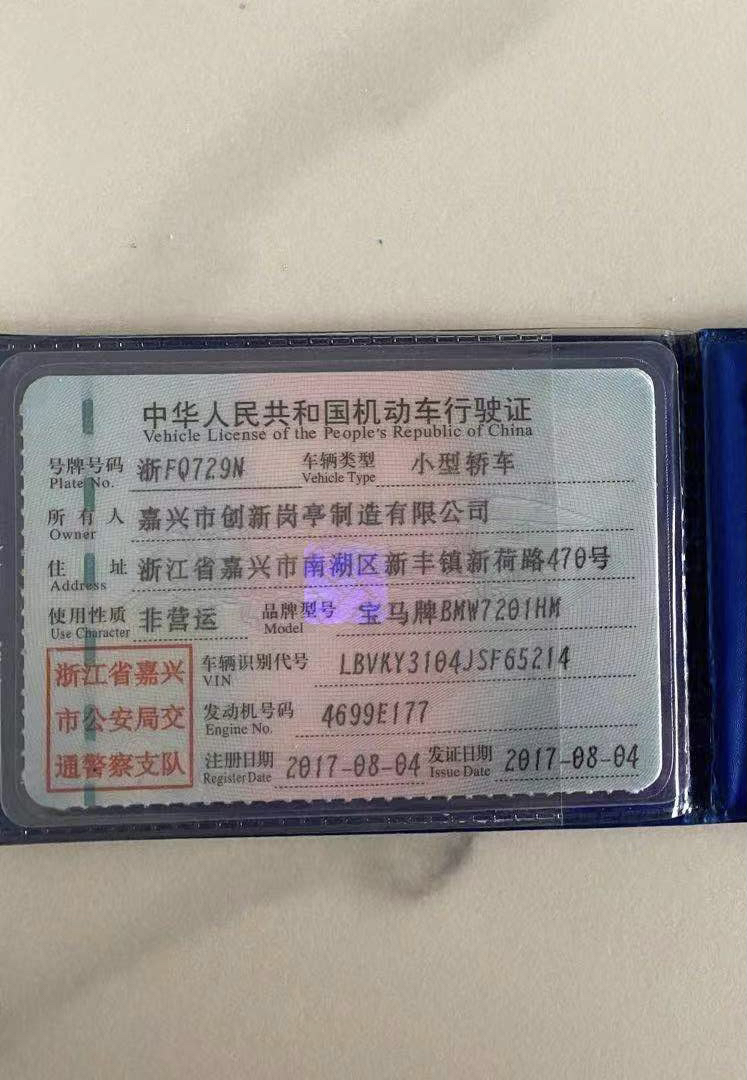 中华人民共和国机动车行驶证
Vehicle License of the People's Republic of China
号牌号码 浙FQ729N 车辆类型 小型轿车
Plate No. Vehicle Type
所有人 嘉兴市创新岗亭制造有限公司
Owner
住址 浙江省嘉兴市南湖区新丰镇新荷路470号
Address
使用性质 非营运 品牌型号 宝马牌BMW7201HM
Use Character Model
浙江省嘉兴
市公安局交
通警察支队
车辆识别代号 LBVKY3104JSF65214
VIN
发动机号码 4699E177
Engine No.
注册日期 2017-08-04 发证日期 2017-08-04
Register Date Issue Date